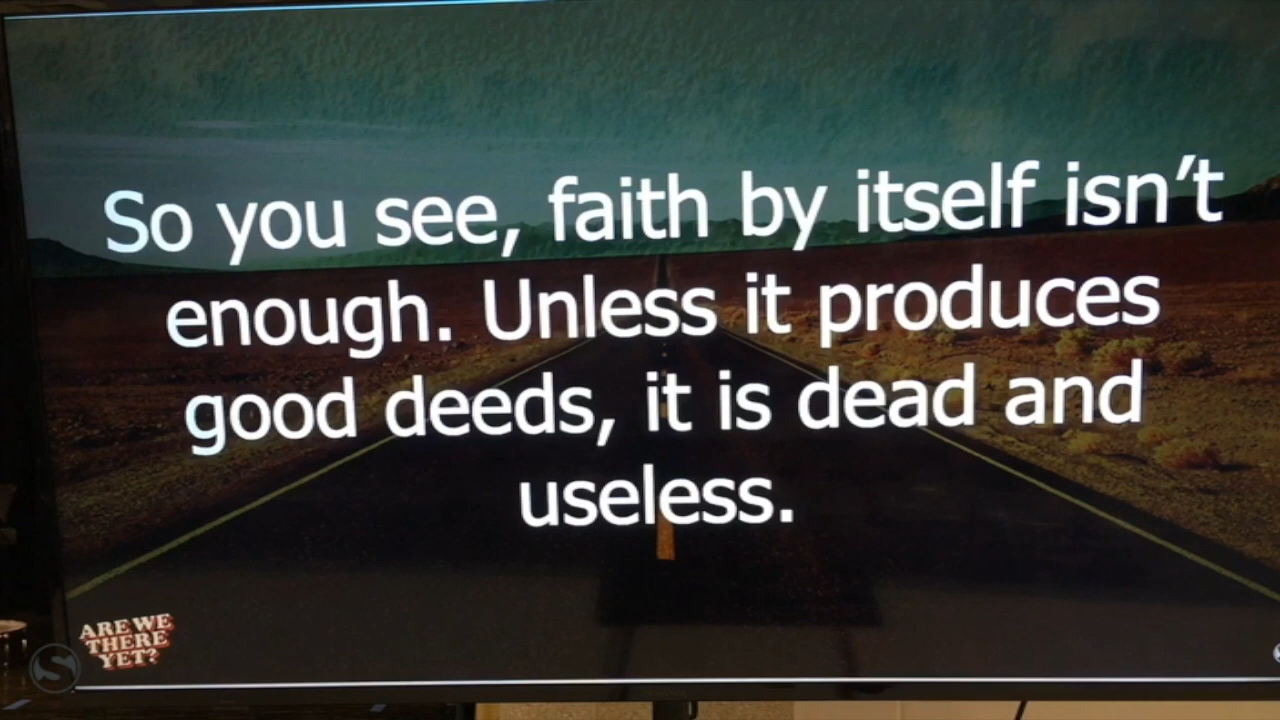 So you see, faith by itself isn’t
enough. Unless it produces
good deeds, it is dead and
useless.
ARE WE
THERE
YET?
S